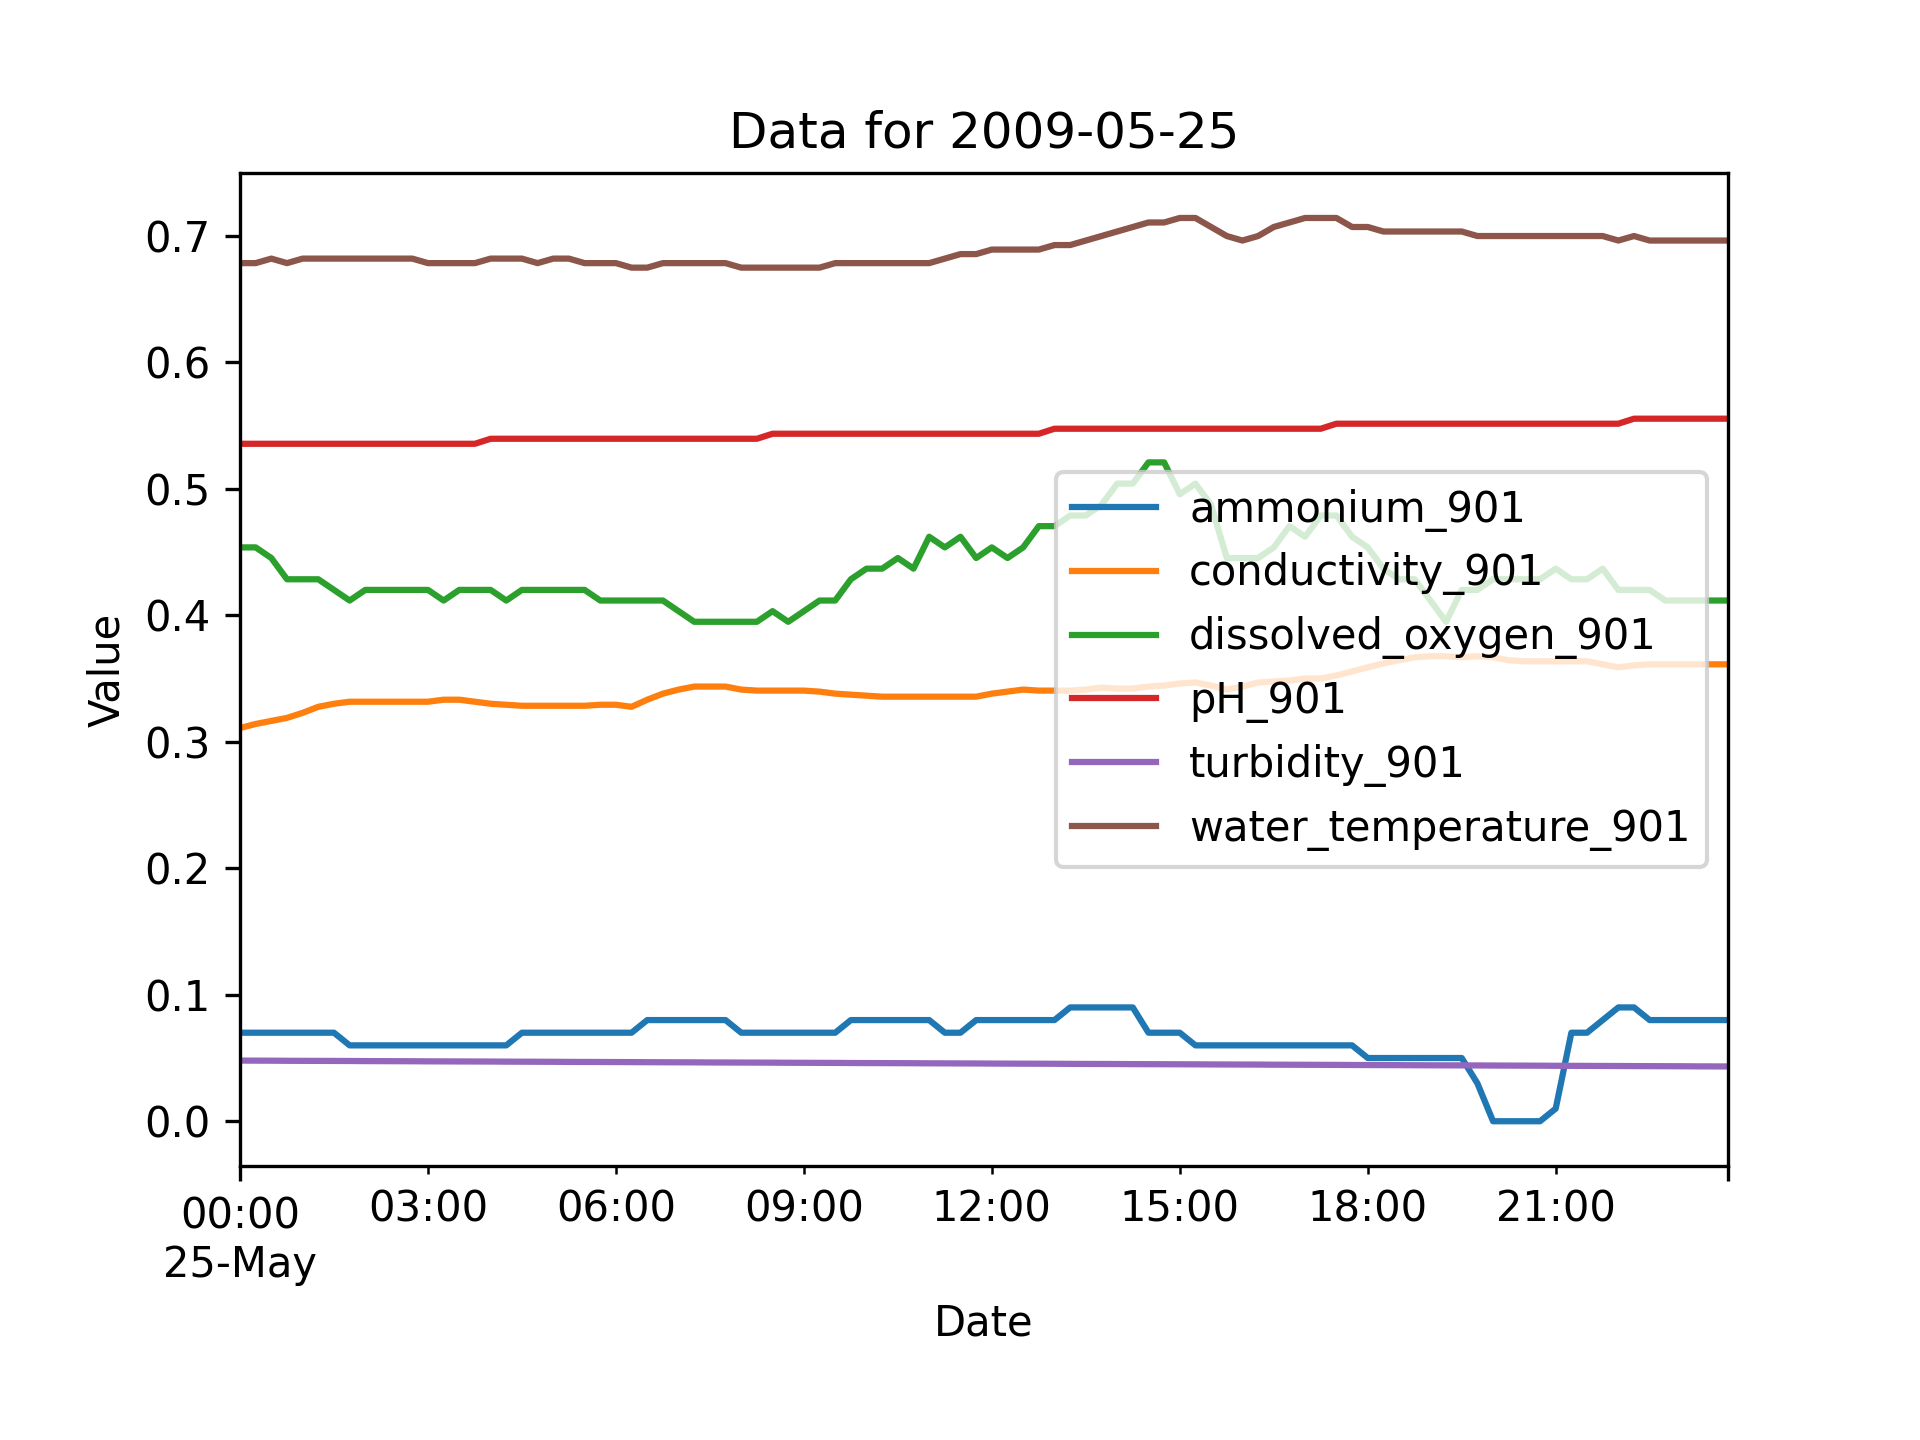 Data for 2009-05-25
Value
0.7
0.6
0.5
0.4
0.3
0.2
0.1
0.0
ammonium_901
conductivity_901
dissolved_oxygen_901
pH_901
turbidity_901
water_temperature_901
00:00 03:00 06:00 09:00 12:00 15:00 18:00 21:00
25-May
Date